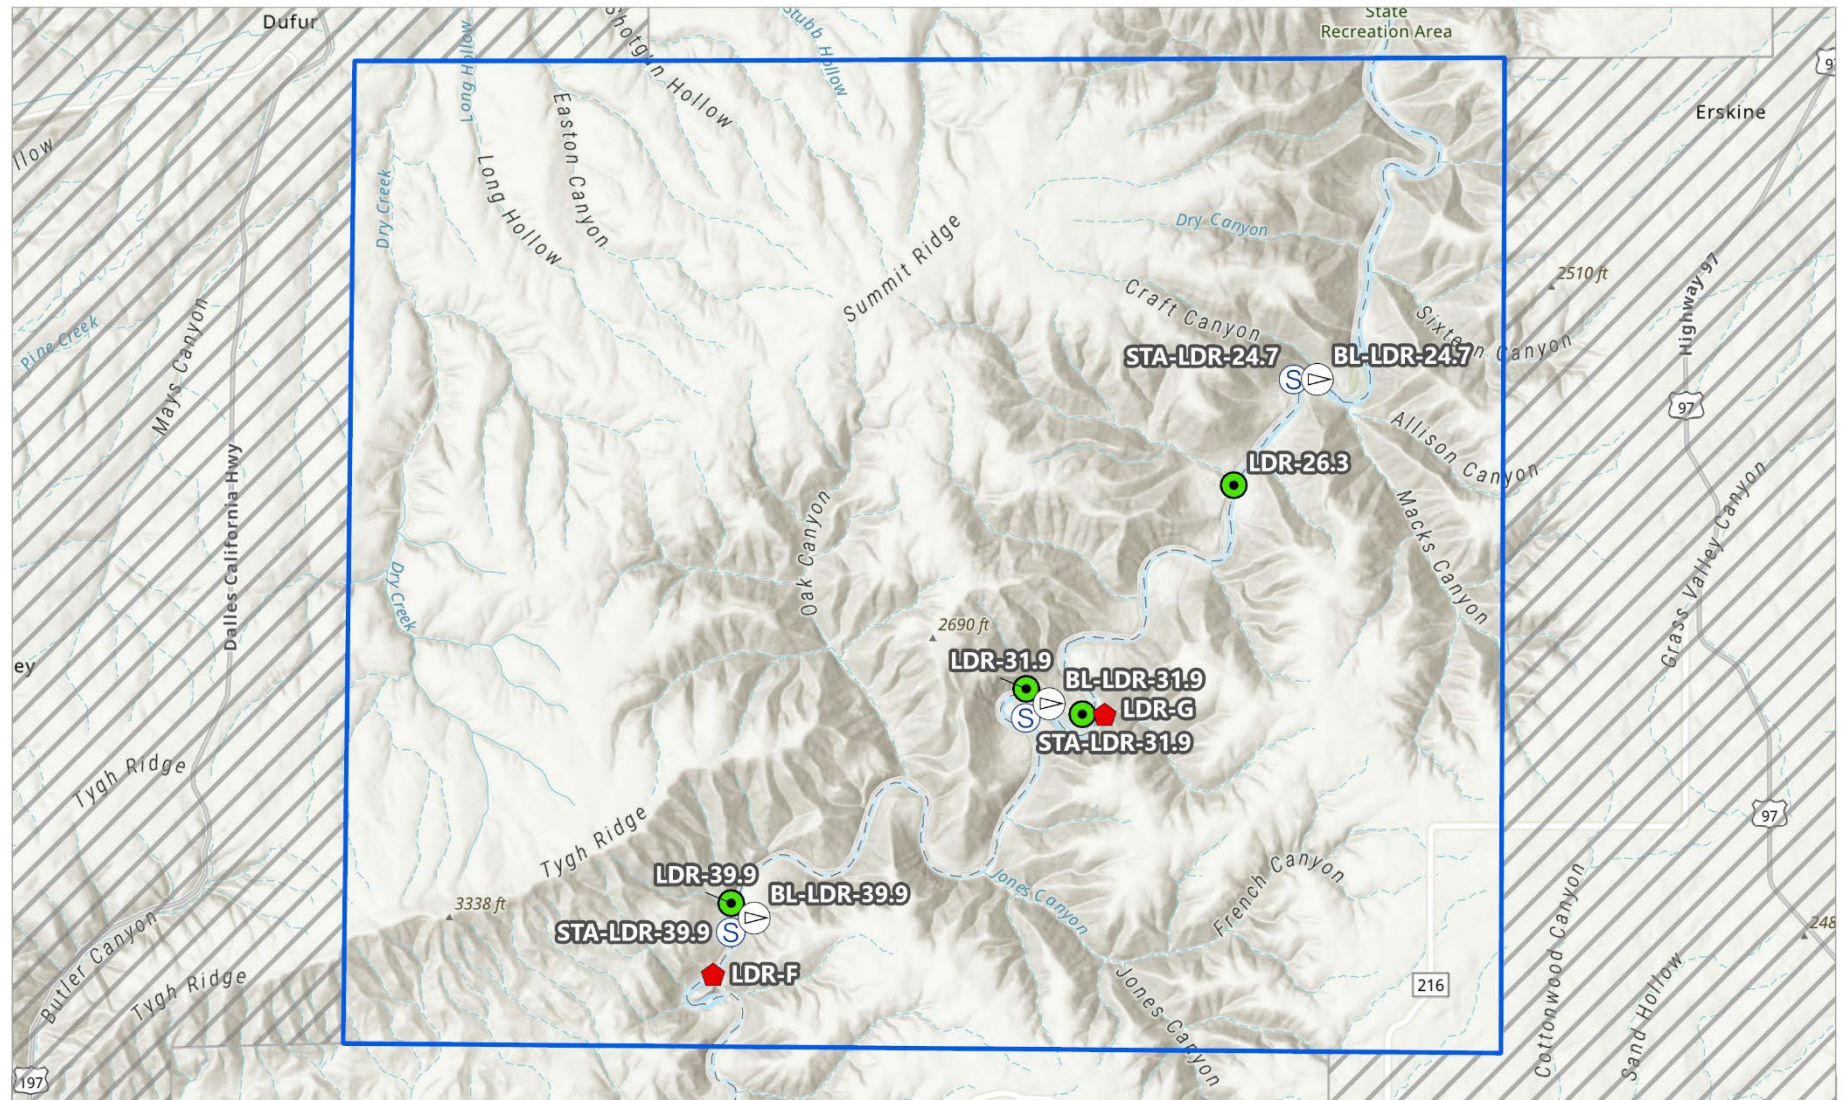 Dufur
Shotgun Hollow
Stubb Hollow
State
Recreation Area
97
Long Hollow
Easton Canyon
Erskine
llow
Long Hollow
Dry Creek
Dry Canyon
Summit Ridge
2510 ft
Highway 97
Craft Canyon
Sixteen Canyon
Pine Creek
Mays Canyon
STA-LDR-24.7
BL-LDR-24.7
S
97
Allison Canyon
LDR-26.3
Dalles California Hwy
Oak Canyon
Macks Canyon
Grass Valley Canyon
Dry Creek
2690 ft
ey
LDR-31.9
BL-LDR-31.9
S
LDR-G
STA-LDR-31.9
Tygh Ridge
Tygh Ridge
97
LDR-39.9
BL-LDR-39.9
Jones Canyon
French Canyon
3338 ft
STA-LDR-39.9
S
Cottonwood Canyon
248
Butler Canyon
Tygh Ridge
LDR-F
216
Jones Canyon
Sand Hollow
197